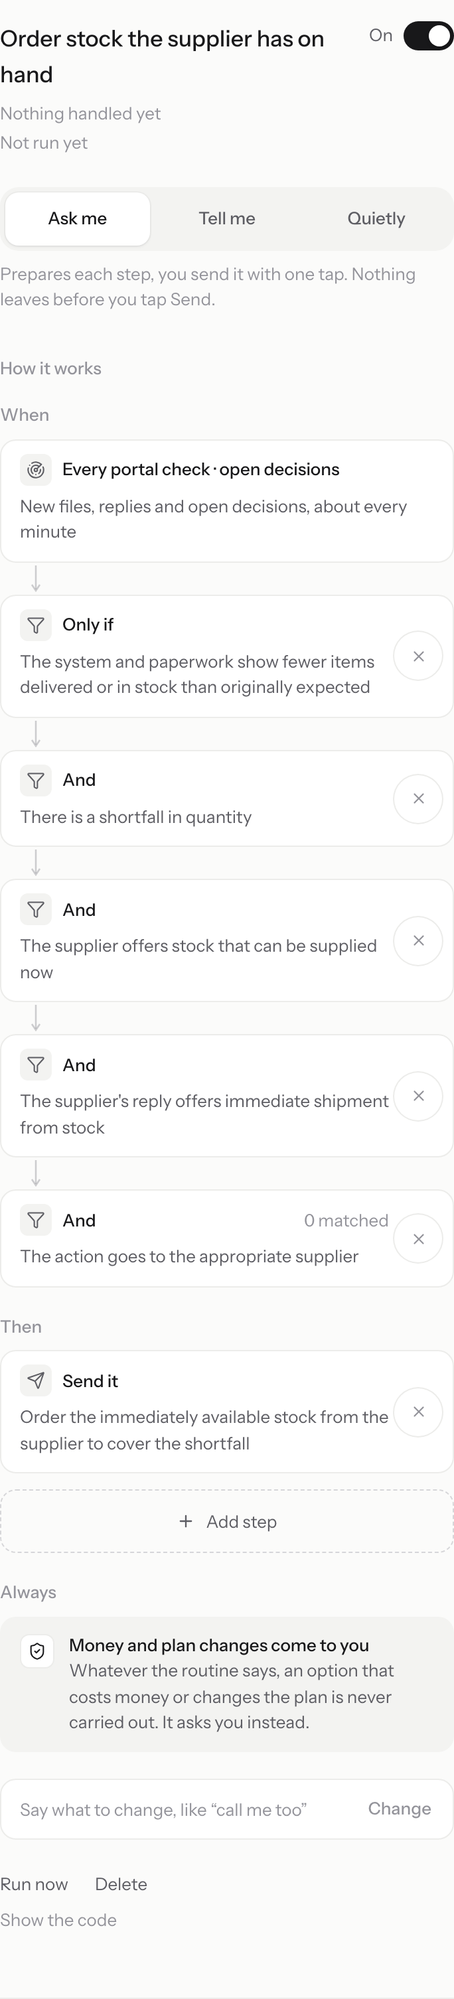 Order stock the supplier has on
hand
On
Nothing handled yet
Not run yet
Ask me
Tell me
Quietly
Prepares each step, you send it with one tap. Nothing
leaves before you tap Send.
How it works
When
Every portal check · open decisions
New files, replies and open decisions, about every
minute
Only if
The system and paperwork show fewer items
delivered or in stock than originally expected
And
There is a shortfall in quantity
And
The supplier offers stock that can be supplied
now
And
The supplier's reply offers immediate shipment
from stock
And
0 matched
The action goes to the appropriate supplier
Then
Send it
Order the immediately available stock from the
supplier to cover the shortfall
+ Add step
Always
Money and plan changes come to you
Whatever the routine says, an option that
costs money or changes the plan is never
carried out. It asks you instead.
Say what to change, like “call me too”
Change
Run now
Delete
Show the code